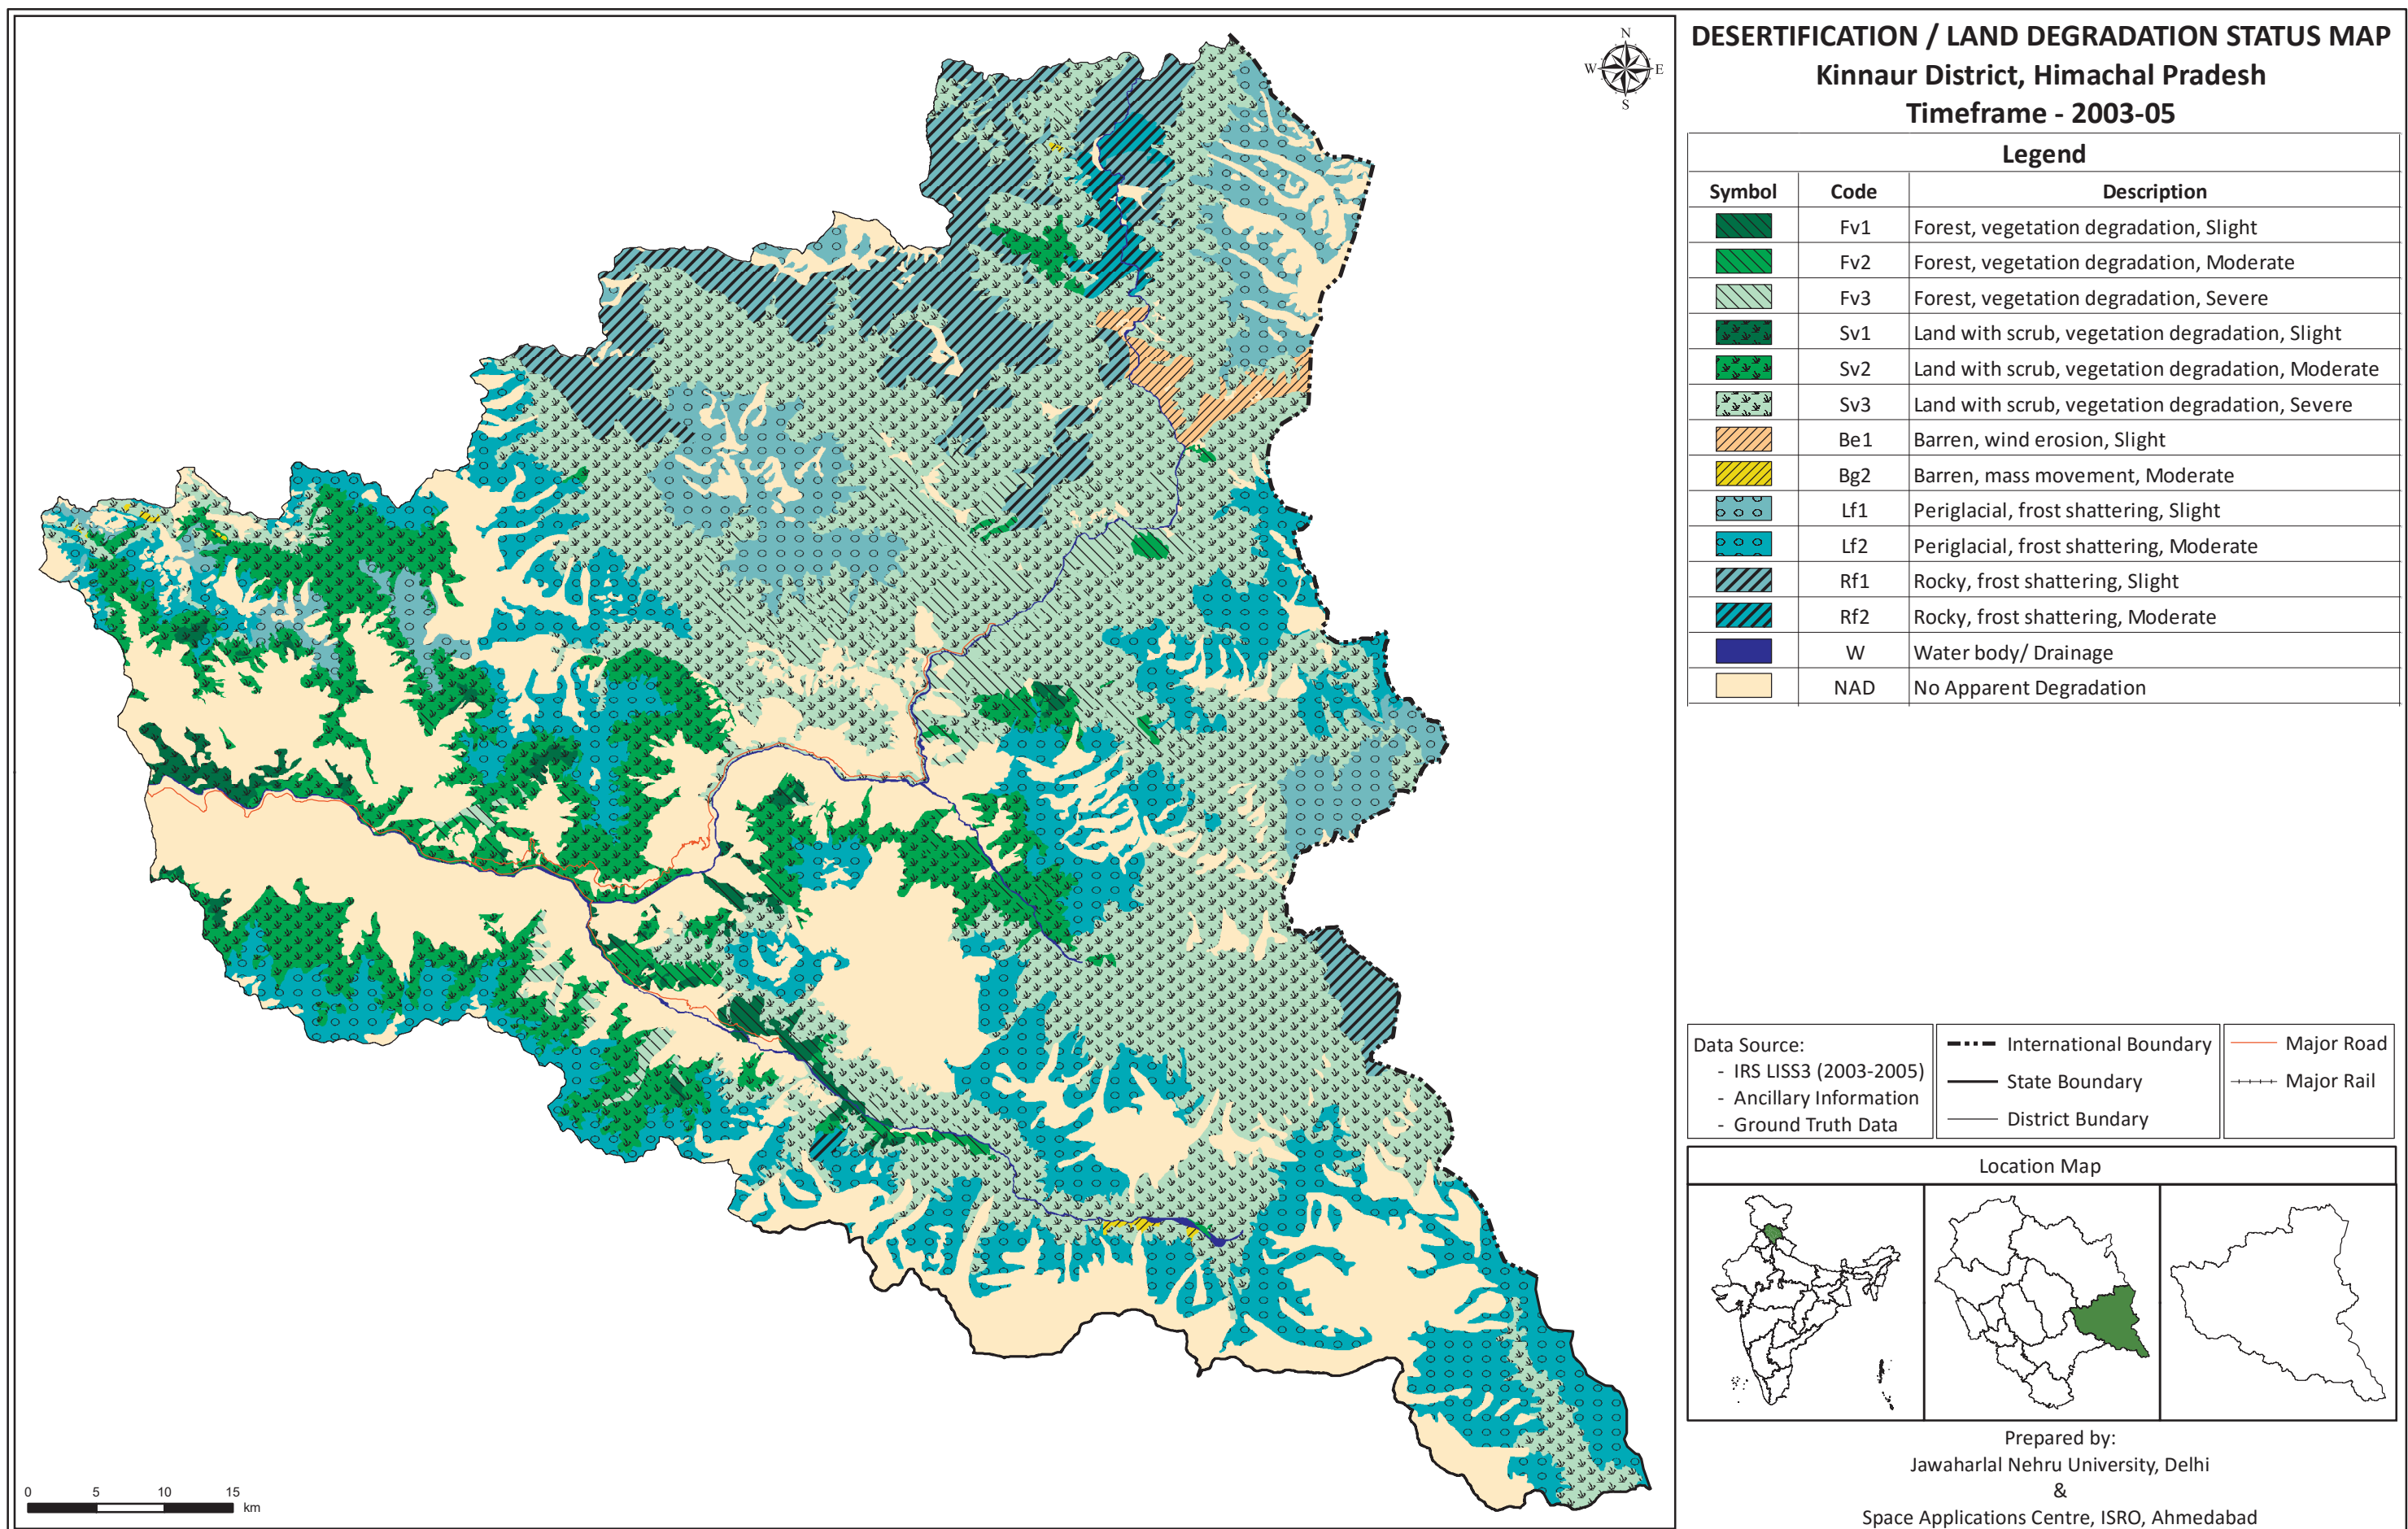 DESERTIFICATION / LAND DEGRADATION STATUS MAP
Kinnaur District, Himachal Pradesh
Timeframe - 2003-05
Legend
Symbol Code Description
Fv1 Forest, vegetation degradation, Slight
Fv2 Forest, vegetation degradation, Moderate
Fv3 Forest, vegetation degradation, Severe
Sv1 Land with scrub, vegetation degradation, Slight
Sv2 Land with scrub, vegetation degradation, Moderate
Sv3 Land with scrub, vegetation degradation, Severe
Be1 Barren, wind erosion, Slight
Bg2 Barren, mass movement, Moderate
Lf1 Periglacial, frost shattering, Slight
Lf2 Periglacial, frost shattering, Moderate
Rf1 Rocky, frost shattering, Slight
Rf2 Rocky, frost shattering, Moderate
W Water body/ Drainage
NAD No Apparent Degradation
N
W E
S
Data Source:
- IRS LISS3 (2003-2005)
- Ancillary Information
- Ground Truth Data
International Boundary
State Boundary
District Bundary
Major Road
Major Rail
Location Map
Prepared by:
Jawaharlal Nehru University, Delhi
&
Space Applications Centre, ISRO, Ahmedabad
0 5 10 15
km